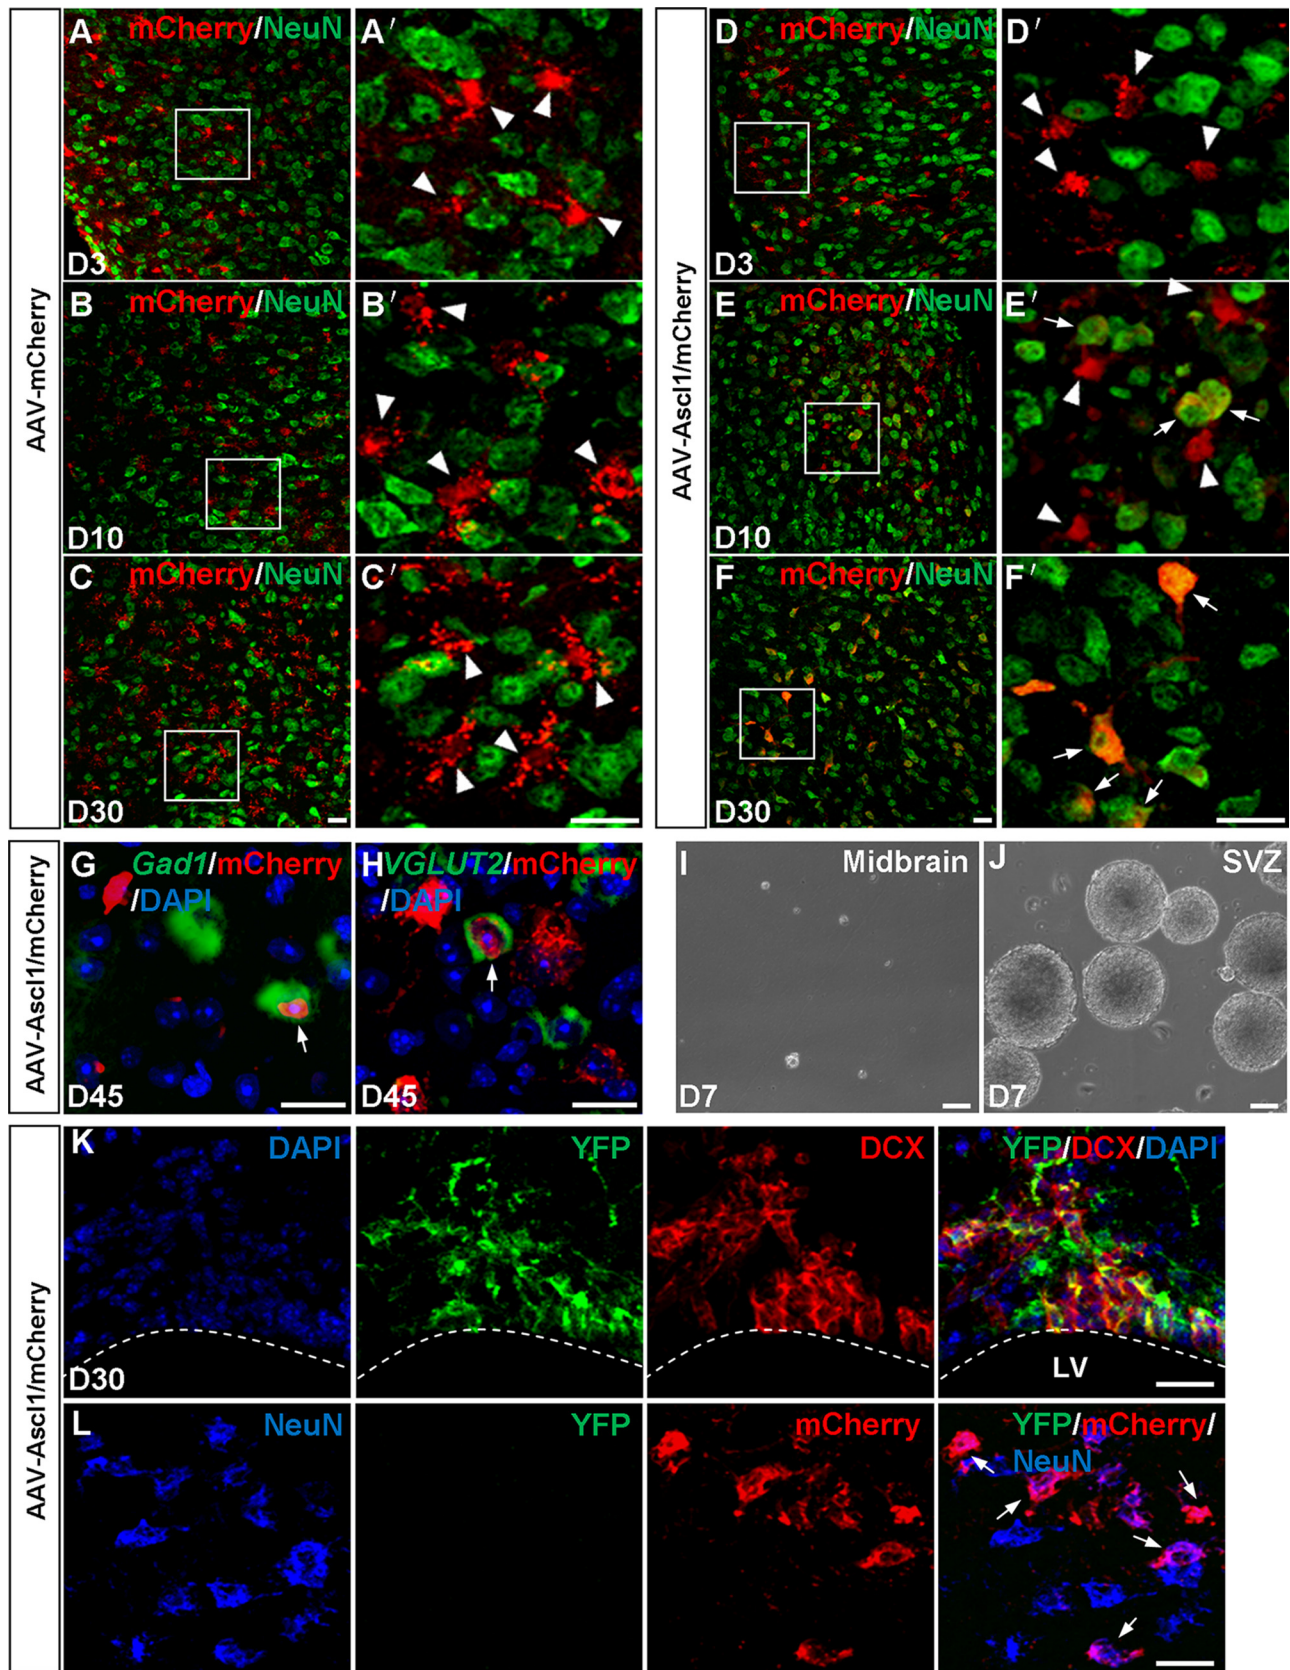 AAV-mCherry
A mCherry/NeuN
D3
A'
B mCherry/NeuN
D10
B'
C mCherry/NeuN
D30
C'
AAV-Ascl1/mCherry
D mCherry/NeuN
D3
D'
E mCherry/NeuN
D10
E'
F mCherry/NeuN
D30
F'
AAV-Ascl1/mCherry
G Gad1/mCherry
/DAPI
D45
H VGLUT2/mCherry
/DAPI
D45
I Midbrain
D7
J SVZ
D7
AAV-Ascl1/mCherry
K DAPI
D30
YFP
DCX
YFP/DCX/DAPI
LV
L NeuN
YFP
mCherry
YFP/mCherry/
NeuN